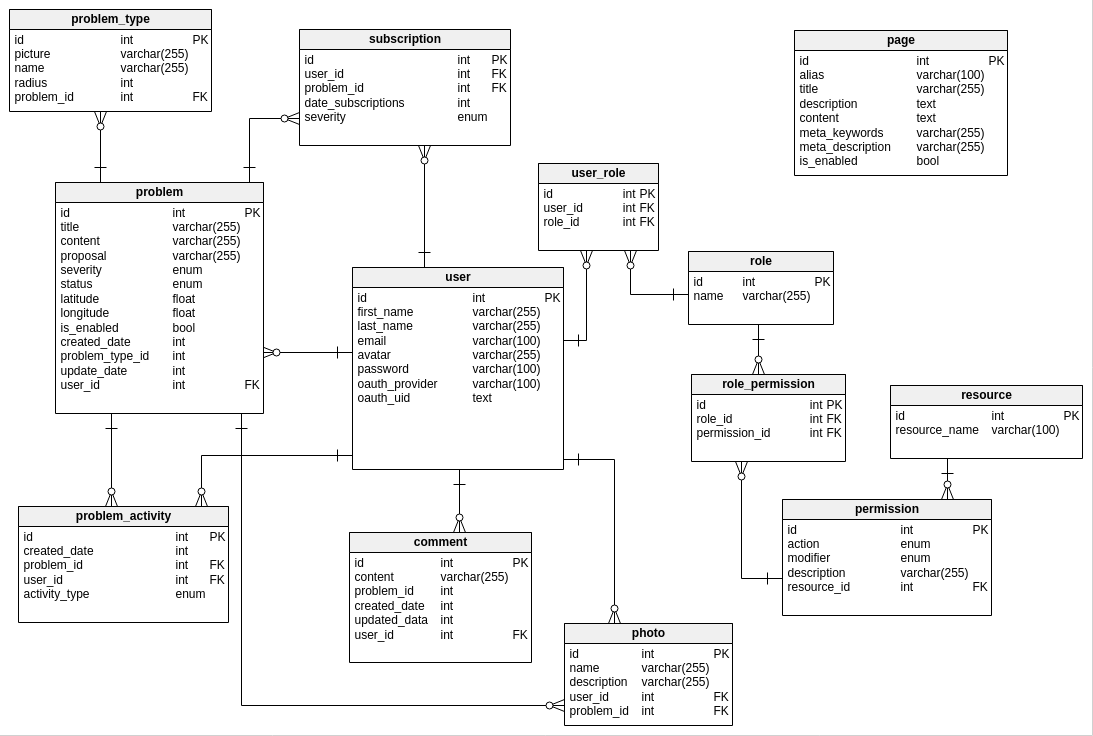 problem_type
id int PK
picture varchar(255)
name varchar(255)
radius int
problem_id int FK
subscription
id int PK
user_id int FK
problem_id int FK
date_subscriptions int
severity enum
page
id int PK
alias varchar(100)
title varchar(255)
description text
content text
meta_keywords varchar(255)
meta_description varchar(255)
is_enabled bool
user_role
id int PK
user_id int FK
role_id int FK
problem
id int PK
title varchar(255)
content varchar(255)
proposal varchar(255)
severity enum
status enum
latitude float
longitude float
is_enabled bool
created_date int
problem_type_id int
update_date int
user_id int FK
user
id int PK
first_name varchar(255)
last_name varchar(255)
email varchar(100)
avatar varchar(255)
password varchar(100)
oauth_provider varchar(100)
oauth_uid text
role
id int PK
name varchar(255)
role_permission
id int PK
role_id int FK
permission_id int FK
resource
id int PK
resource_name varchar(100)
permission
id int PK
action enum
modifier enum
description varchar(255)
resource_id int FK
problem_activity
id int PK
created_date int
problem_id int FK
user_id int FK
activity_type enum
comment
id int PK
content varchar(255)
problem_id int
created_date int
updated_data int
user_id int FK
photo
id int PK
name varchar(255)
description varchar(255)
user_id int FK
problem_id int FK